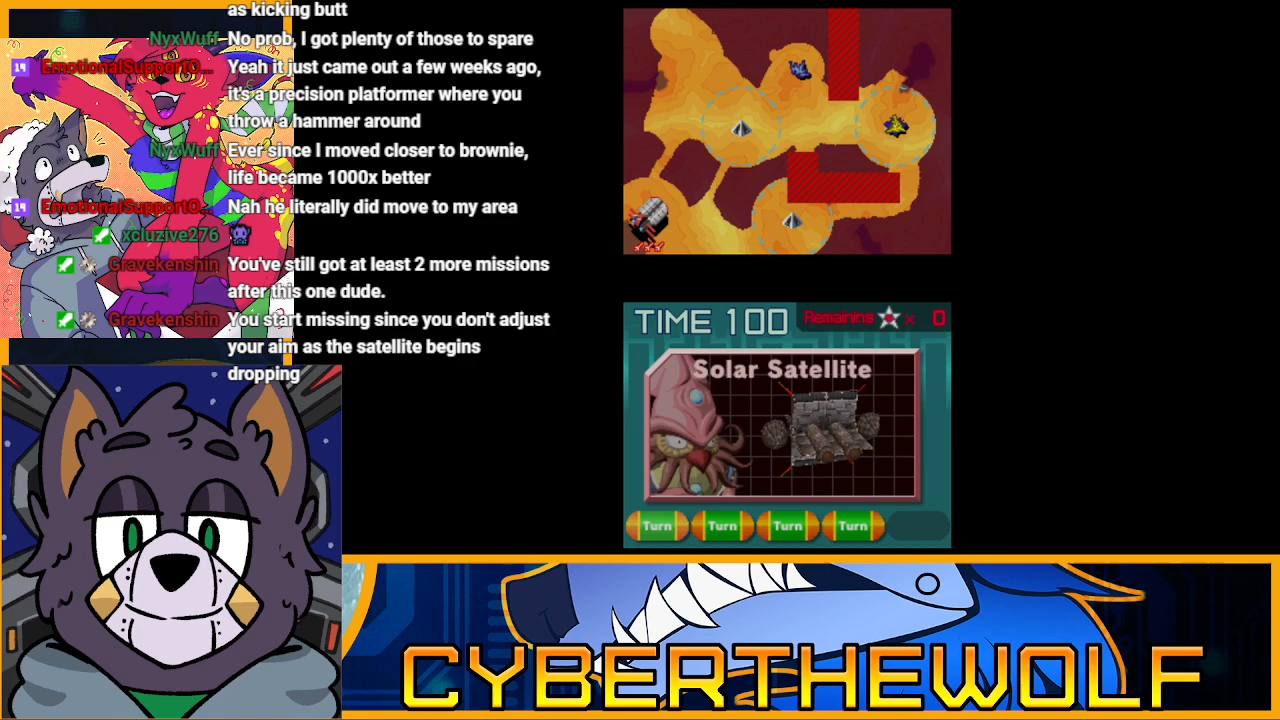 as kicking butt
NyxWuff No prob, I got plenty of those to spare
19 EmotionalSupportO... Yeah it just came out a few weeks ago,
it's a precision platformer where you
throw a hammer around
NyxWuff Ever since I moved closer to brownie,
life became 1000x better
19 EmotionalSupportO... Nah he literally did move to my area
xcluzive276
Gravekenshin You've still got at least 2 more missions
after this one dude.
Gravekenshin You start missing since you don't adjust
your aim as the satellite begins
dropping
TIME 100 Remaining × 0
Solar Satellite
Turn Turn Turn Turn
CYBERTHEWOLF